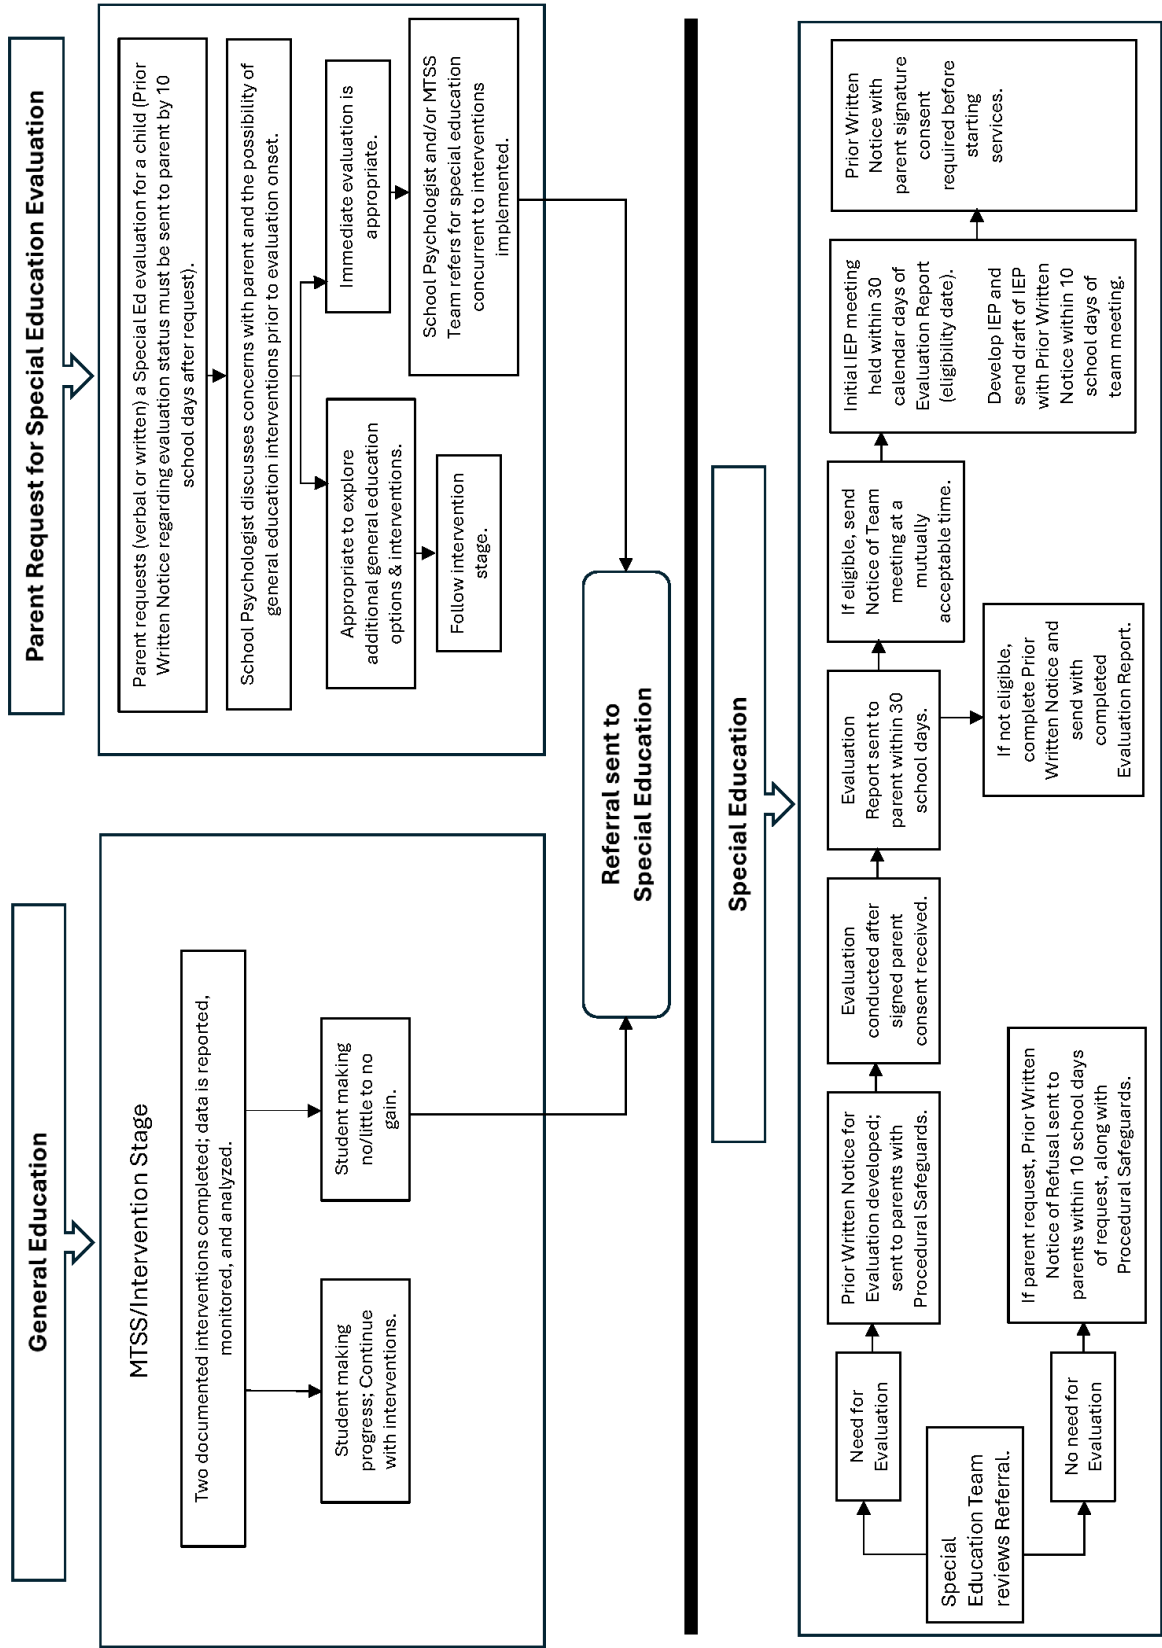 General Education
MTSS/Intervention Stage
Two documented interventions completed; data is reported,
monitored, and analyzed.
Student making
progress; Continue
with interventions.
Student making
no/little to no
gain.
Parent Request for Special Education Evaluation
Parent requests (verbal or written) a Special Ed evaluation for a child (Prior
Written Notice regarding evaluation status must be sent to parent by 10
school days after request).
School Psychologist discusses concerns with parent and the possibility of
general education interventions prior to evaluation onset.
Appropriate to explore
additional general education
options & interventions.
Follow intervention
stage.
Immediate evaluation is
appropriate.
School Psychologist and/or MTSS
Team refers for special education
concurrent to interventions
implemented.
Referral sent to
Special Education
Special Education
Special
Education Team
reviews Referral.
Need for
Evaluation
Prior Written Notice for
Evaluation developed;
sent to parents with
Procedural Safeguards.
Evaluation
conducted after
signed parent
consent received.
Evaluation
Report sent to
parent within 30
school days.
If eligible, send
Notice of Team
meeting at a
mutually
acceptable time.
Initial IEP meeting
held within 30
calendar days of
Evaluation Report
(eligibility date).
Develop IEP and
send draft of IEP
with Prior Written
Notice within 10
school days of
team meeting.
Prior Written
Notice with
parent signature
consent
required before
starting
services.
No need for
Evaluation
If parent request, Prior Written
Notice of Refusal sent to
parents within 10 school days
of request, along with
Procedural Safeguards.
If not eligible,
complete Prior
Written Notice and
send with
completed
Evaluation Report.